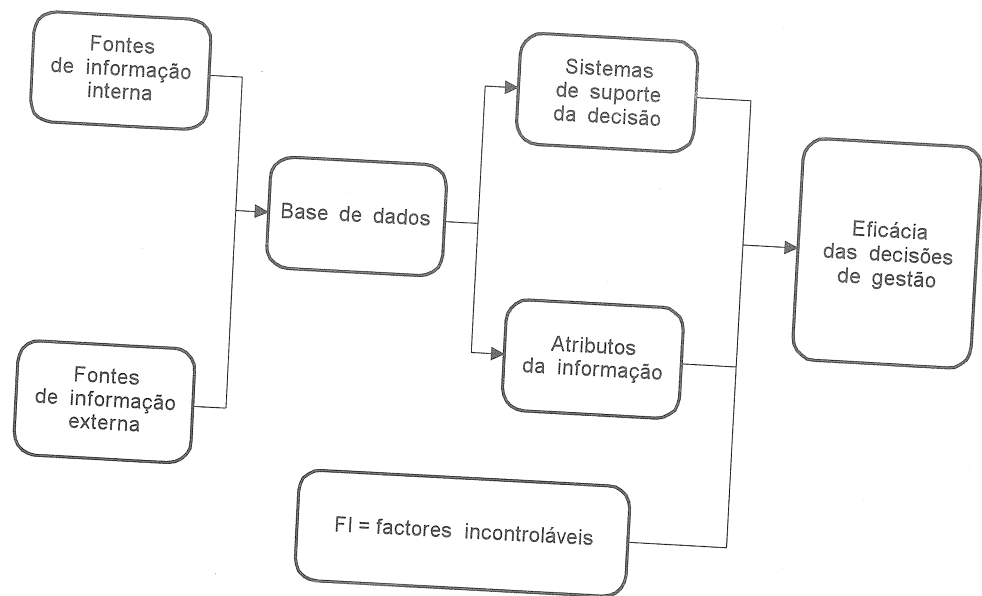 Fontes
de informação
interna
Sistemas
de suporte
da decisão
Base de dados
Eficácia
das decisões
de gestão
Fontes
de informação
externa
Atributos
da informação
FI = factores incontroláveis